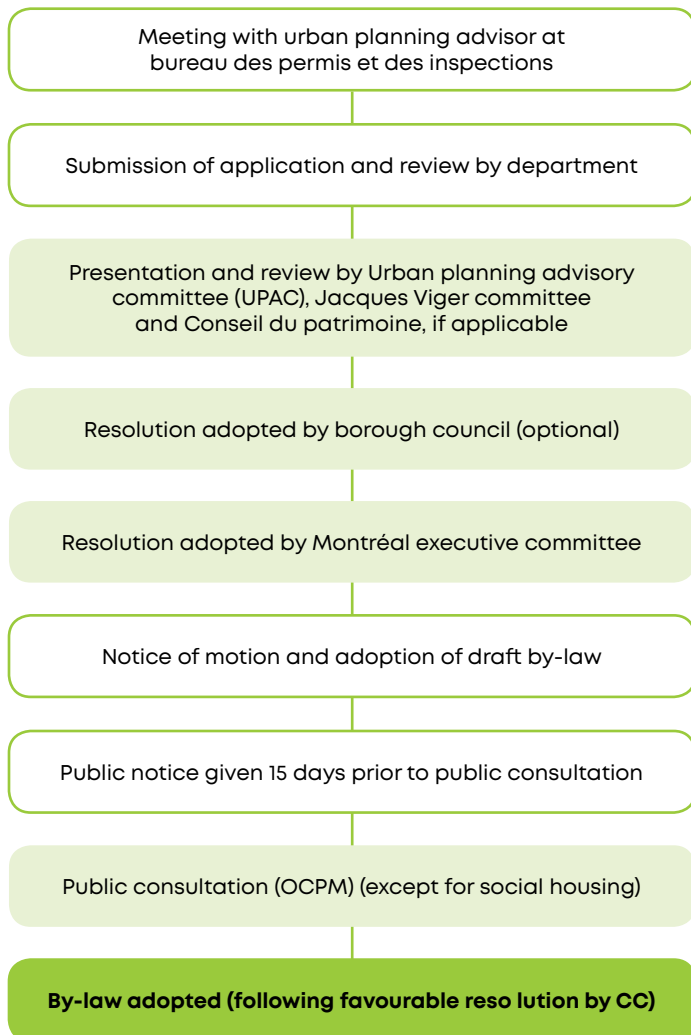 Meeting with urban planning advisor at
bureau des permis et des inspections
Submission of application and review by department
Presentation and review by Urban planning advisory
committee (UPAC), Jacques Viger committee
and Conseil du patrimoine, if applicable
Resolution adopted by borough council (optional)
Resolution adopted by Montréal executive committee
Notice of motion and adoption of draft by-law
Public notice given 15 days prior to public consultation
Public consultation (OCPM) (except for social housing)
By-law adopted (following favourable reso lution by CC)